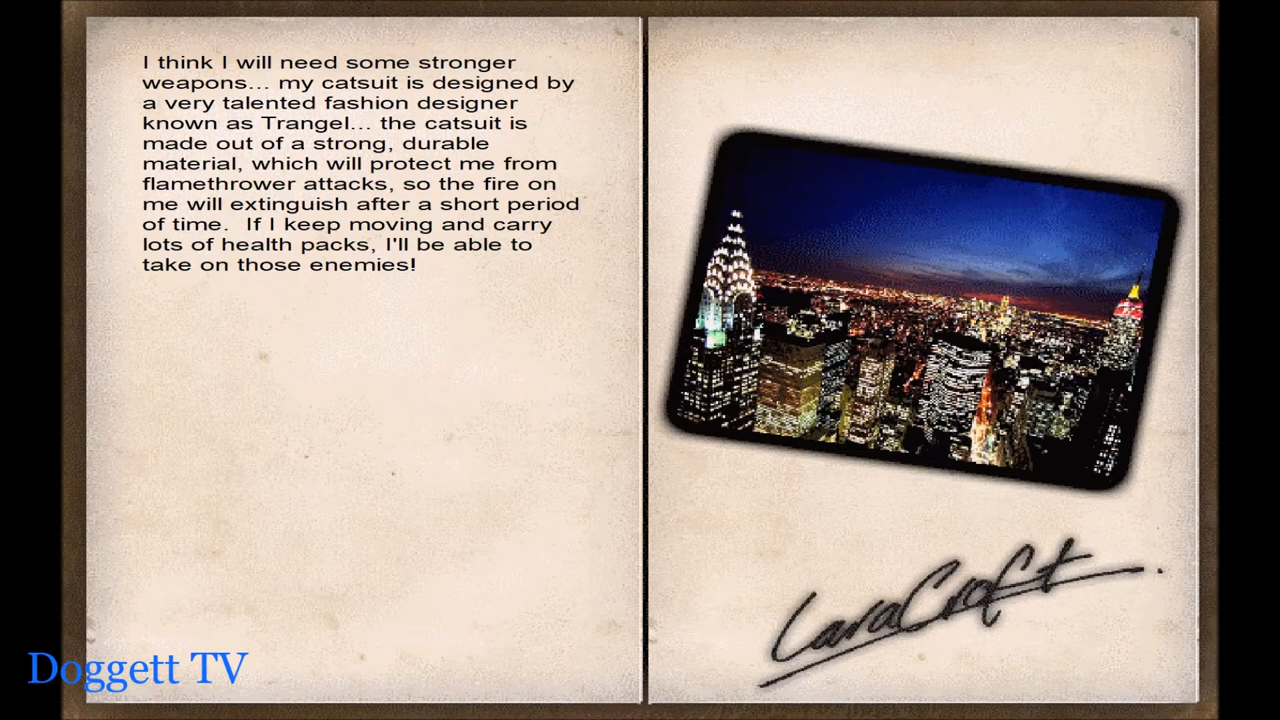 I think I will need some stronger
weapons... my catsuit is designed by
a very talented fashion designer
known as Trangel... the catsuit is
made out of a strong, durable
material, which will protect me from
flamethrower attacks, so the fire on
me will extinguish after a short period
of time.  If I keep moving and carry
lots of health packs, I'll be able to
take on those enemies!
Lara Croft
Doggett TV